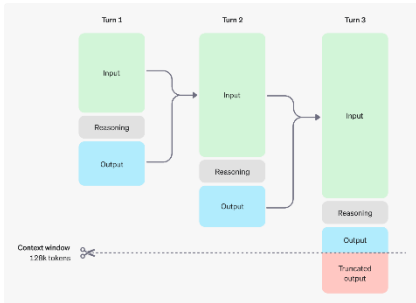 Turn 1
Turn 2
Turn 3
Input
Input
Input
Reasoning
Output
Reasoning
Output
Reasoning
Output
Context window
128k tokens
Truncated
output